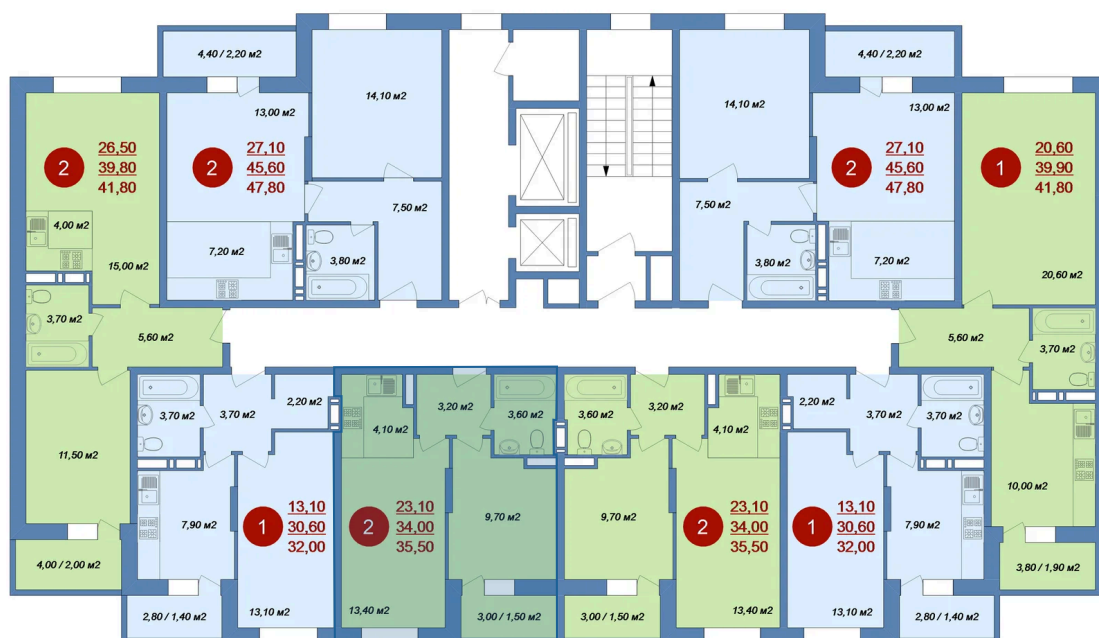 4,40 / 2,20 м2
14,10 м2
13,00 м2
2
27,10
45,60
47,80
7,50 м2
7,20 м2
3,80 м2
2
26,50
39,80
41,80
4,00 м2
15,00 м2
3,70 м2
5,60 м2
11,50 м2
4,00 / 2,00 м2
14,10 м2
4,40 / 2,20 м2
13,00 м2
2
27,10
45,60
47,80
7,50 м2
3,80 м2
7,20 м2
1
20,60
39,90
41,80
20,60 м2
5,60 м2
3,70 м2
10,00 м2
3,80 / 1,90 м2
3,70 м2
3,70 м2
2,20 м2
7,90 м2
1
13,10
30,60
32,00
13,10 м2
2,80 / 1,40 м2
4,10 м2
3,20 м2
3,60 м2
2
23,10
34,00
35,50
9,70 м2
13,40 м2
3,00 / 1,50 м2
3,60 м2
3,20 м2
4,10 м2
9,70 м2
2
23,10
34,00
35,50
3,00 / 1,50 м2
13,40 м2
2,20 м2
3,70 м2
3,70 м2
1
13,10
30,60
32,00
7,90 м2
13,10 м2
2,80 / 1,40 м2